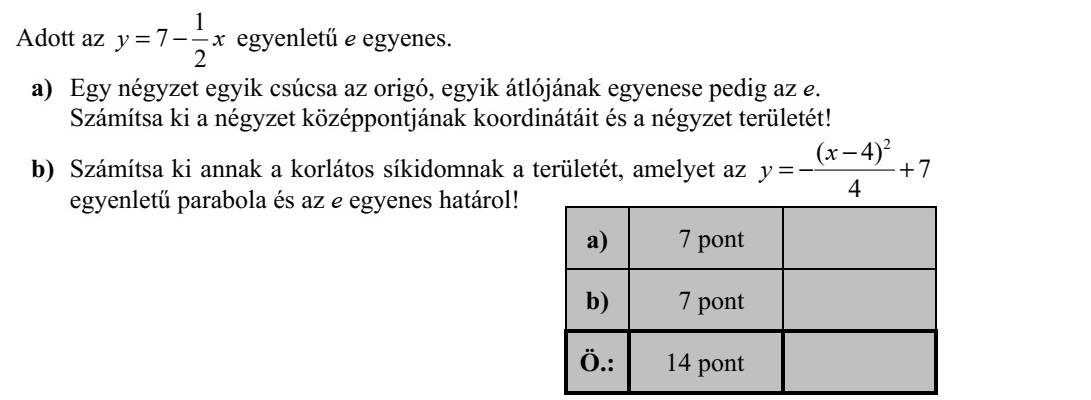 Adott az y = 7 − 1/2 x egyenletű e egyenes.
a) Egy négyzet egyik csúcsa az origó, egyik átlójának egyenese pedig az e.
Számítsa ki a négyzet középpontjának koordinátáit és a négyzet területét!
b) Számítsa ki annak a korlátos síkidomnak a területét, amelyet az y = −(x − 4)²/4 + 7
egyenletű parabola és az e egyenes határol!
a) 7 pont
b) 7 pont
Ö.: 14 pont